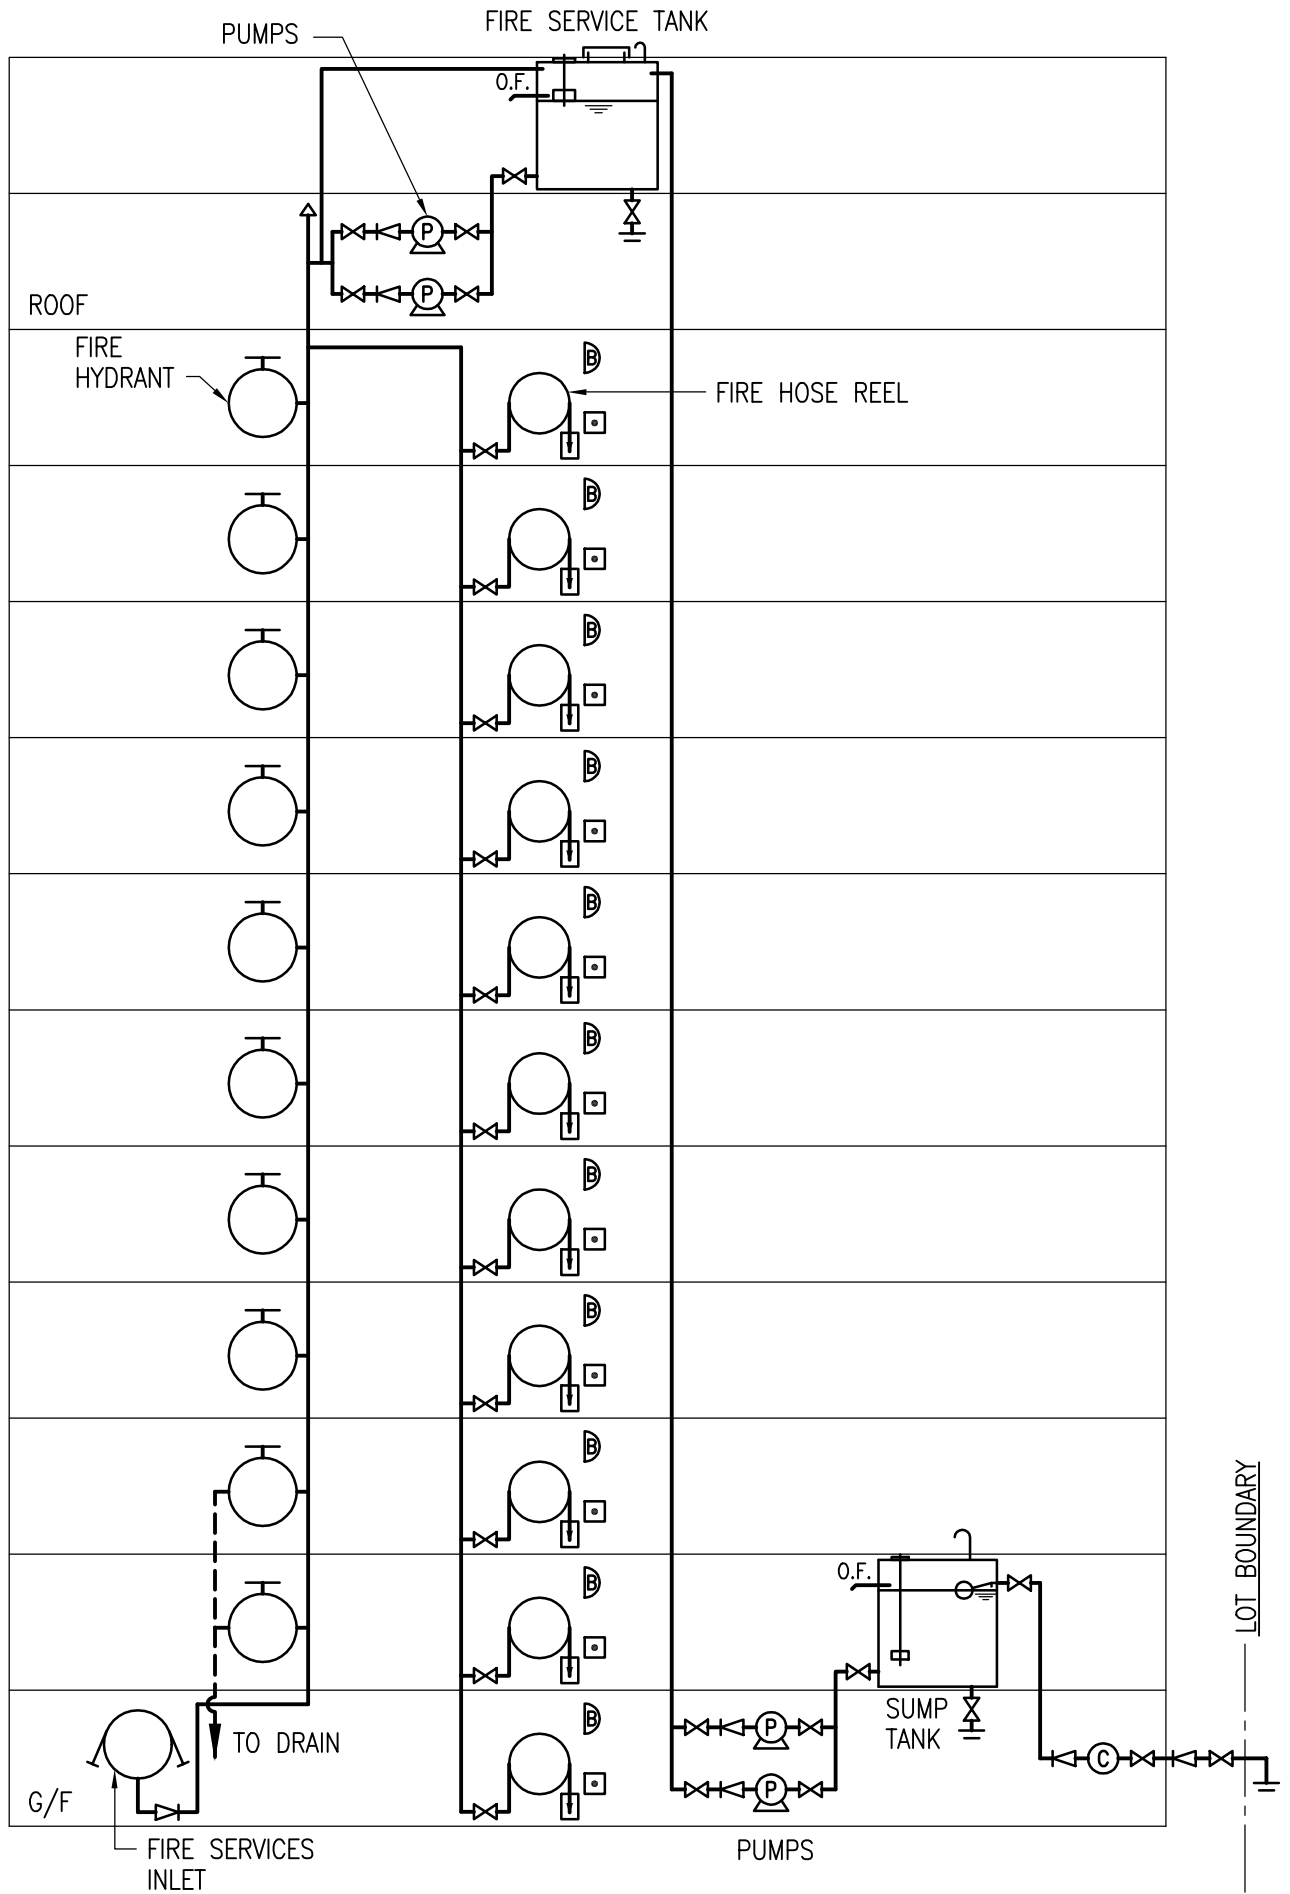 FIRE SERVICE TANK
PUMPS
O.F.
P
P
ROOF
FIRE
HYDRANT
B
FIRE HOSE REEL
B
B
B
B
B
B
B
B
B
O.F.
LOT BOUNDARY
SUMP
TANK
B
P
TO DRAIN
C
P
G/F
FIRE SERVICES
INLET
PUMPS